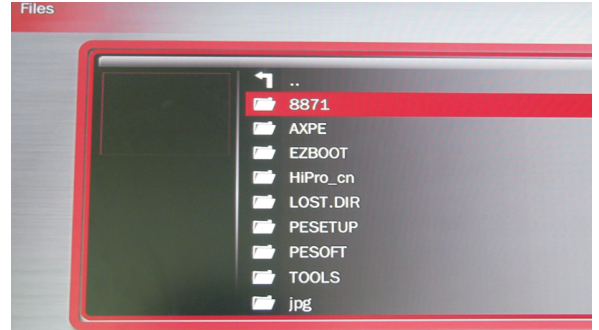 Files
..
8871
AXPE
EZBOOT
HiPro_cn
LOST.DIR
PESETUP
PESOFT
TOOLS
jpg